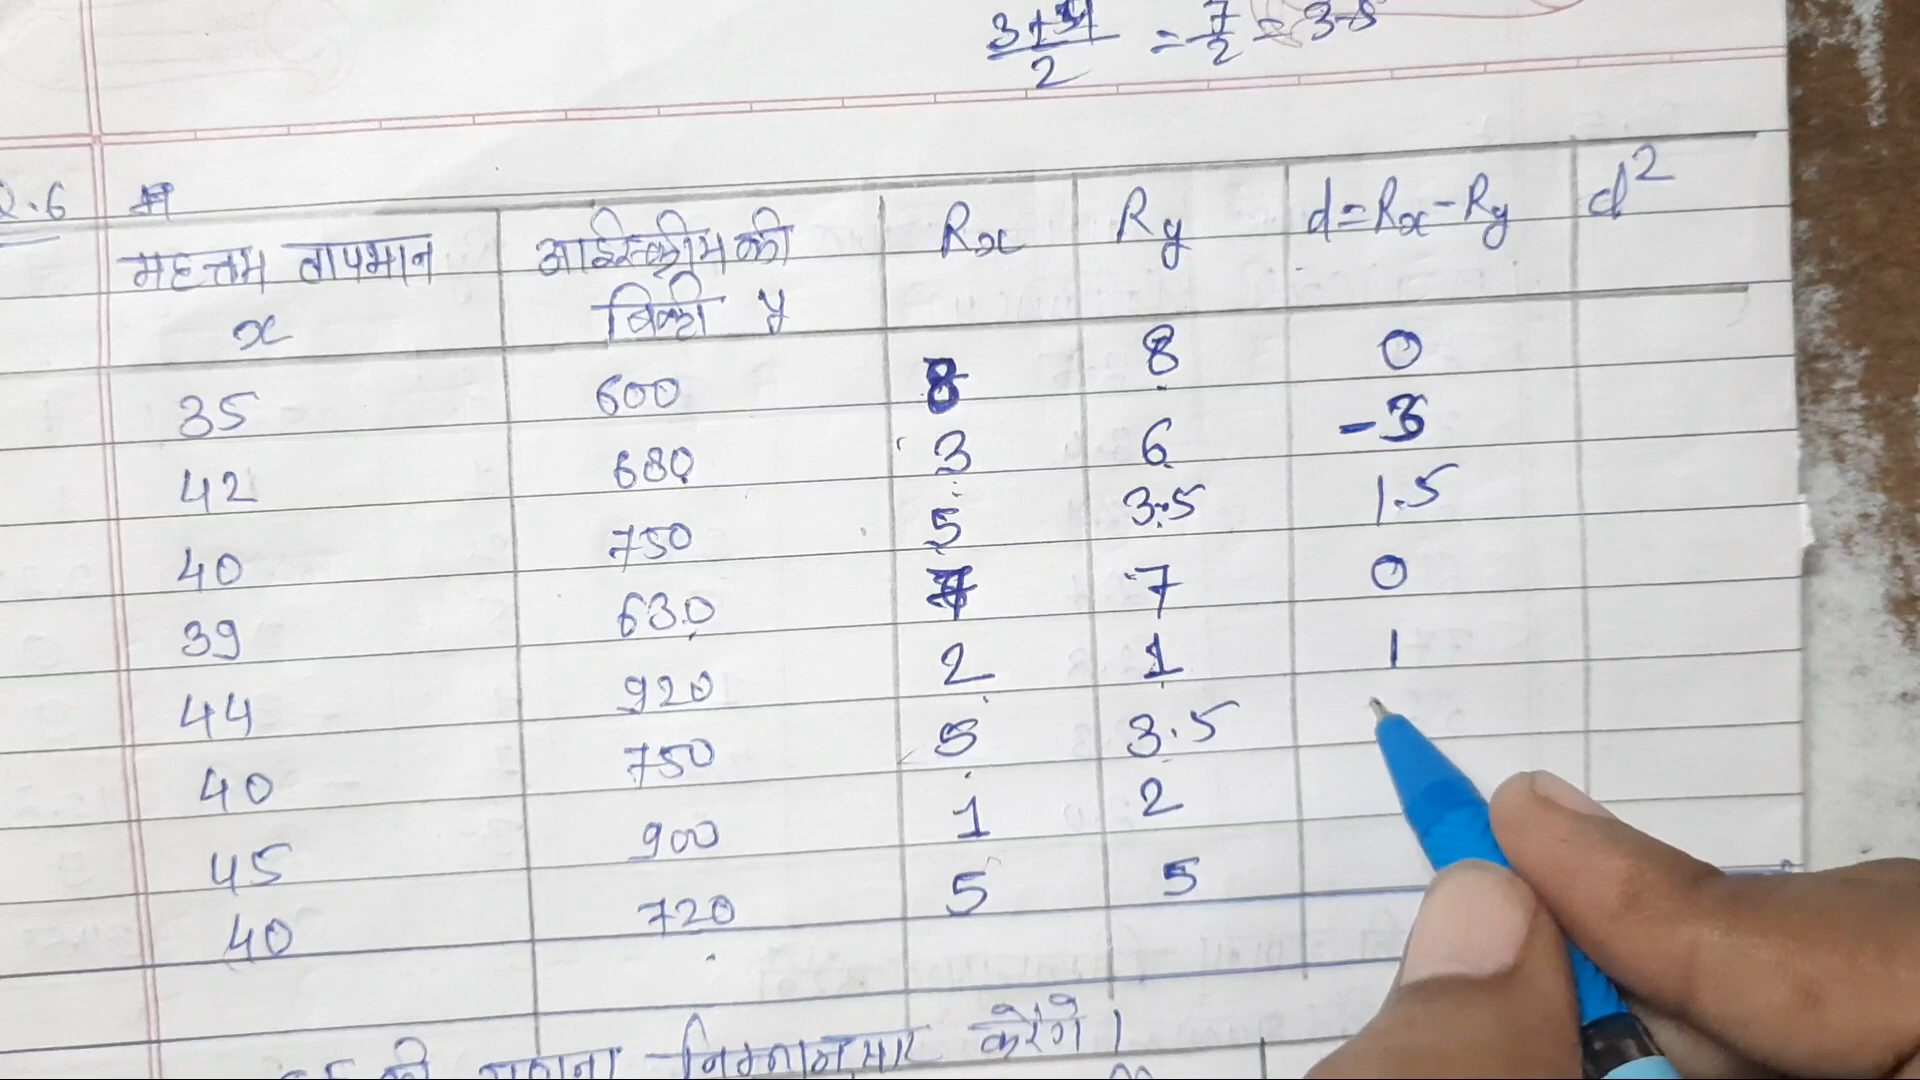 3+4/2 = 7/2 = 3.5
2.6
महत्तम तापमान x | आईस्क्रीम की बिक्री y | Rx | Ry | d=Rx-Ry | d²
35 | 600 | 8 | 8 | 0
42 | 680 | 3 | 6 | -3
40 | 750 | 5 | 3.5 | 1.5
39 | 630 | 7 | 7 | 0
44 | 920 | 2 | 1 | 1
40 | 750 | 5 | 3.5
45 | 900 | 1 | 2
40 | 720 | 5 | 5
की गणना निम्नानुसार करेंगे।